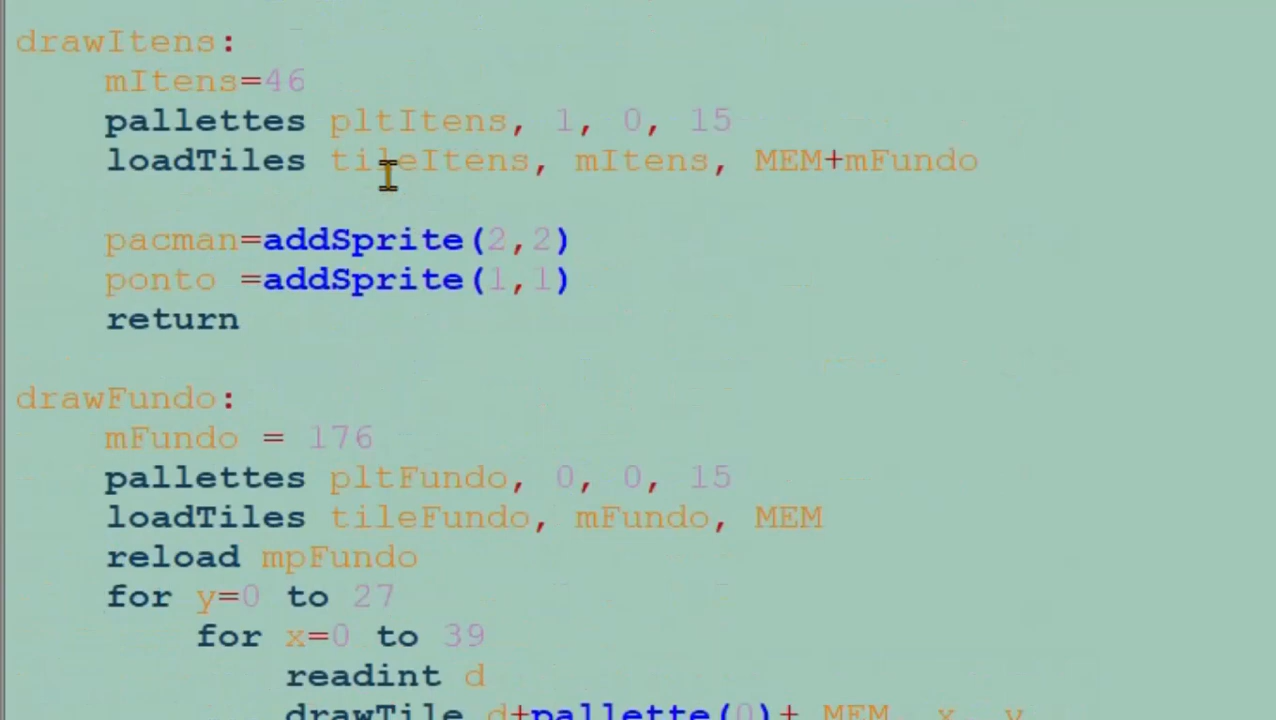 drawItens:
mItens=46
pallettes pltItens, 1, 0, 15
loadTiles tileItens, mItens, MEM+mFundo
pacman=addSprite(2,2)
ponto =addSprite(1,1)
return
drawFundo:
mFundo = 176
pallettes pltFundo, 0, 0, 15
loadTiles tileFundo, mFundo, MEM
reload mpFundo
for y=0 to 27
for x=0 to 39
readint d
drawTile d+pallette(0)+ MEM, x, y